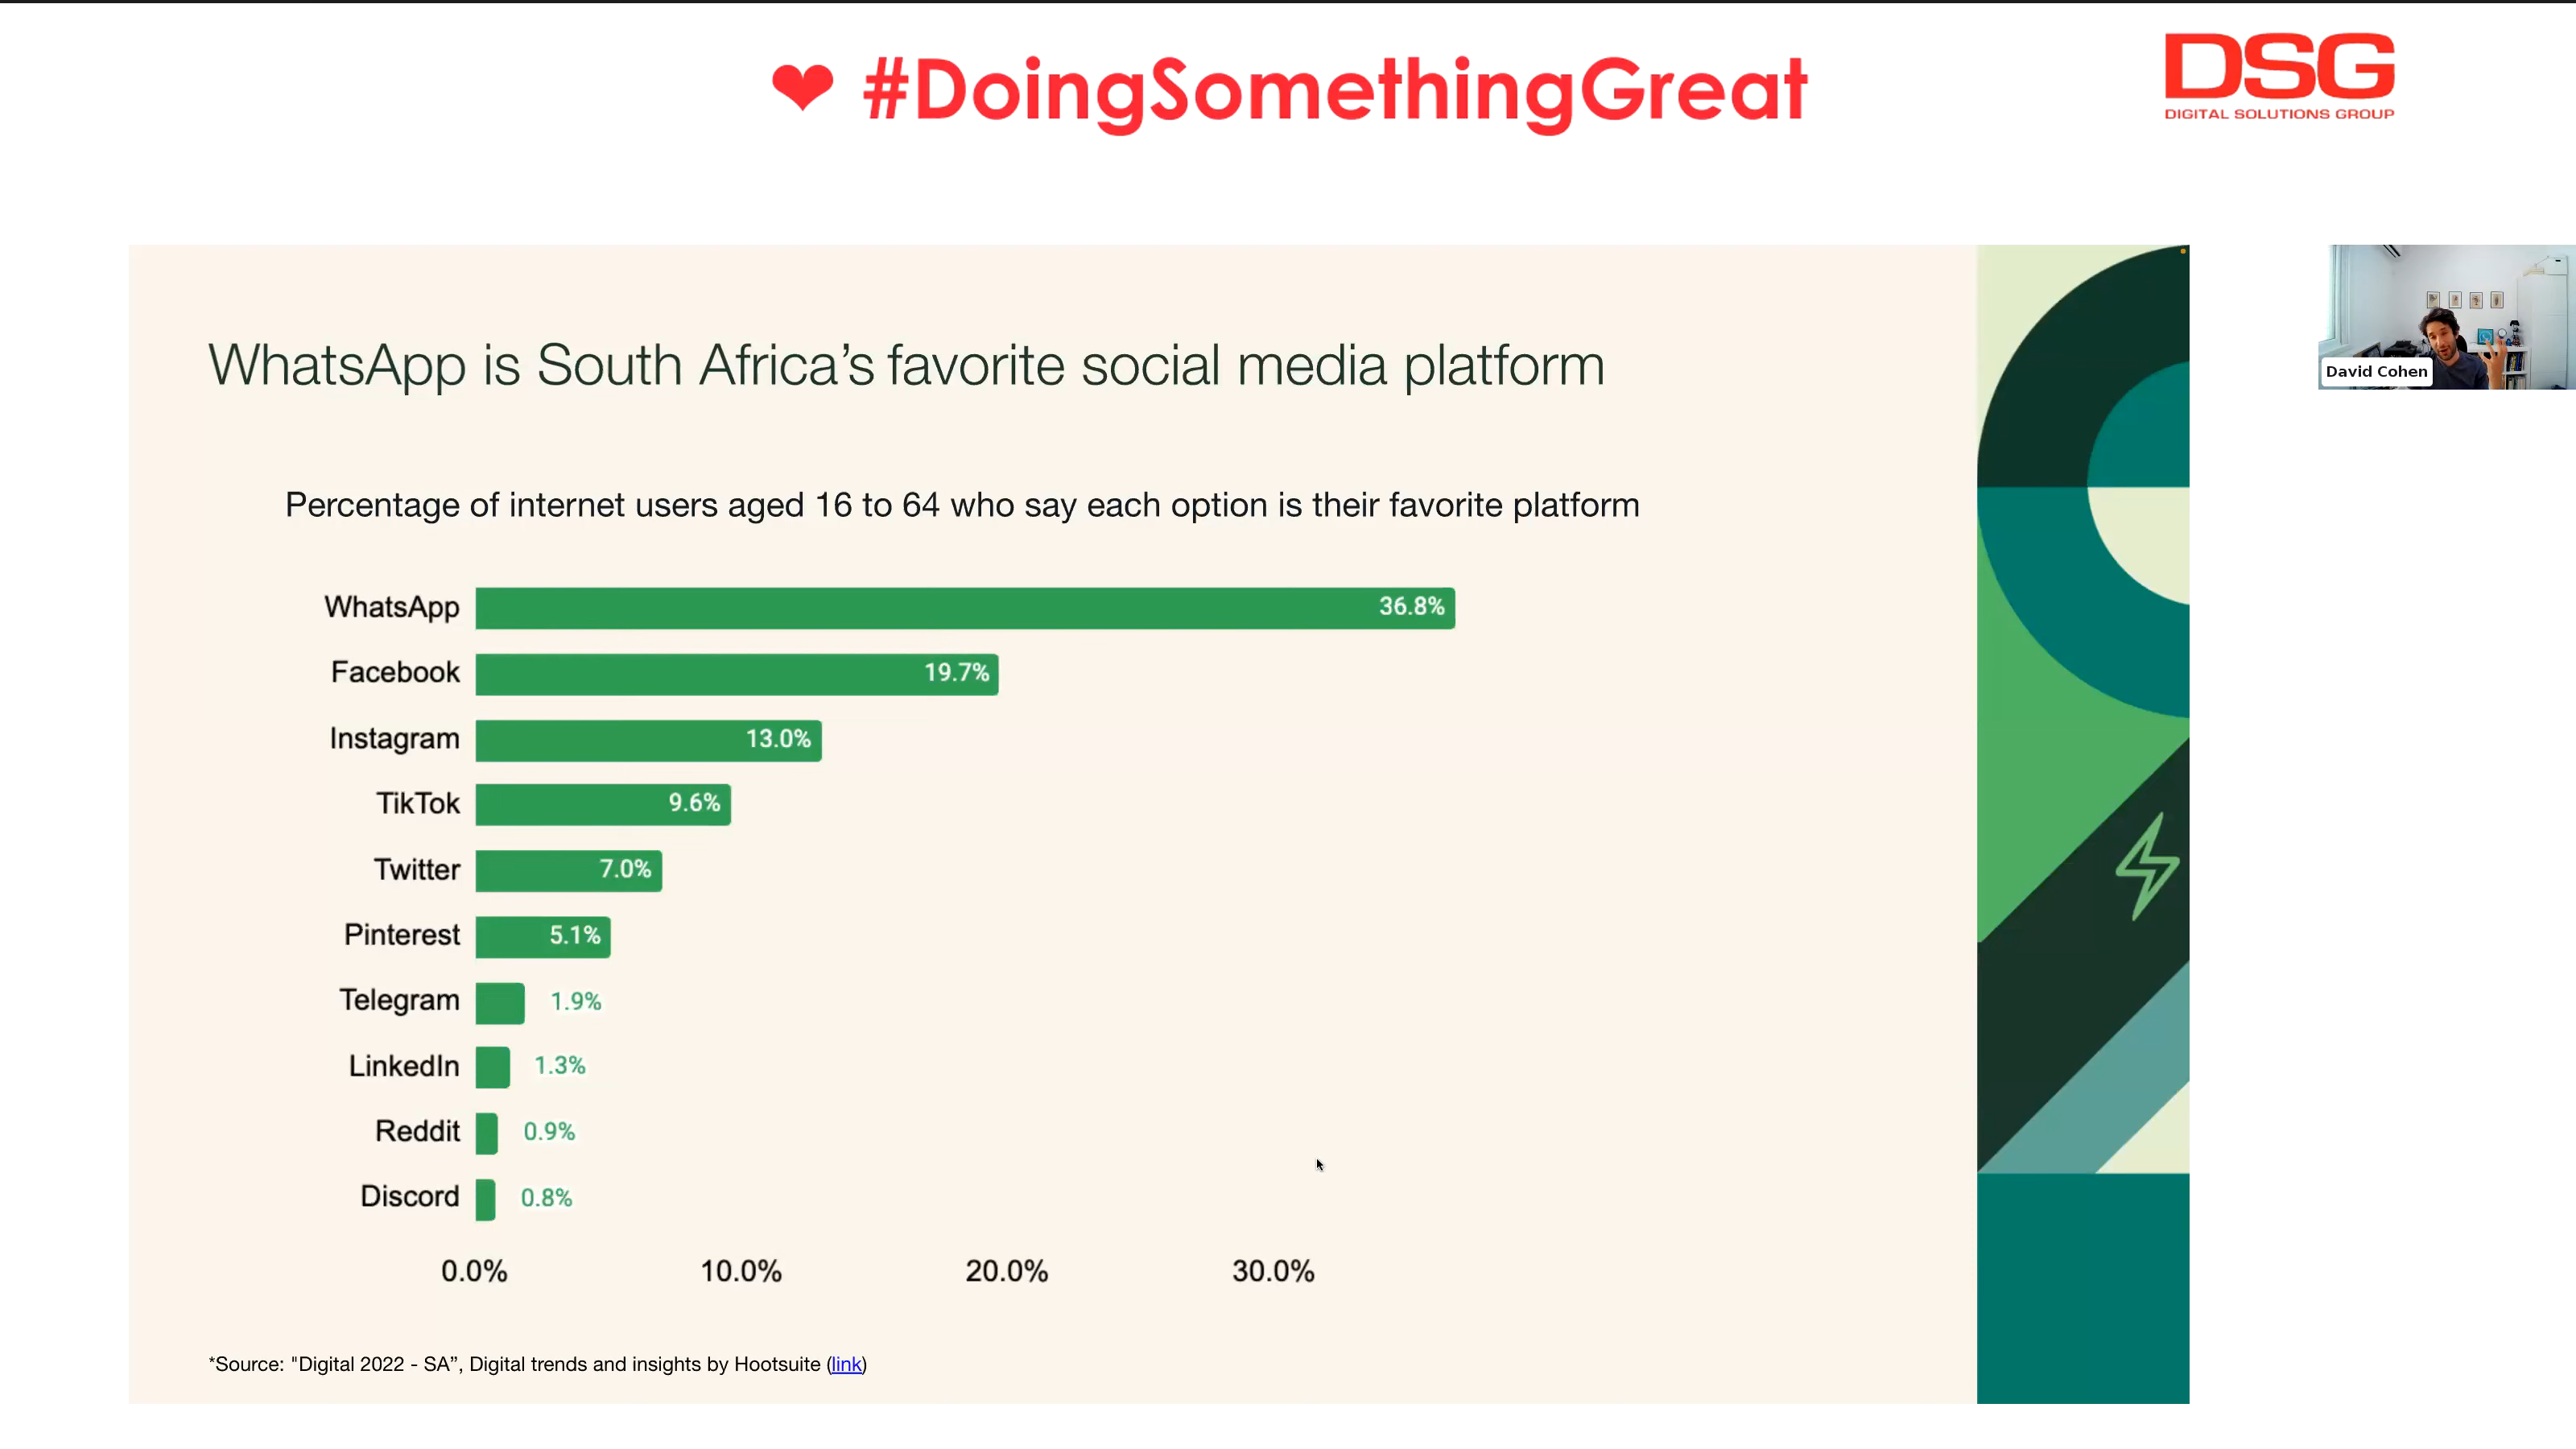 ❤ #DoingSomethingGreat
DSG
DIGITAL SOLUTIONS GROUP
WhatsApp is South Africa’s favorite social media platform
David Cohen
Percentage of internet users aged 16 to 64 who say each option is their favorite platform
WhatsApp 36.8%
Facebook 19.7%
Instagram 13.0%
TikTok 9.6%
Twitter 7.0%
Pinterest 5.1%
Telegram 1.9%
LinkedIn 1.3%
Reddit 0.9%
Discord 0.8%
0.0% 10.0% 20.0% 30.0%
*Source: "Digital 2022 - SA”, Digital trends and insights by Hootsuite (link)